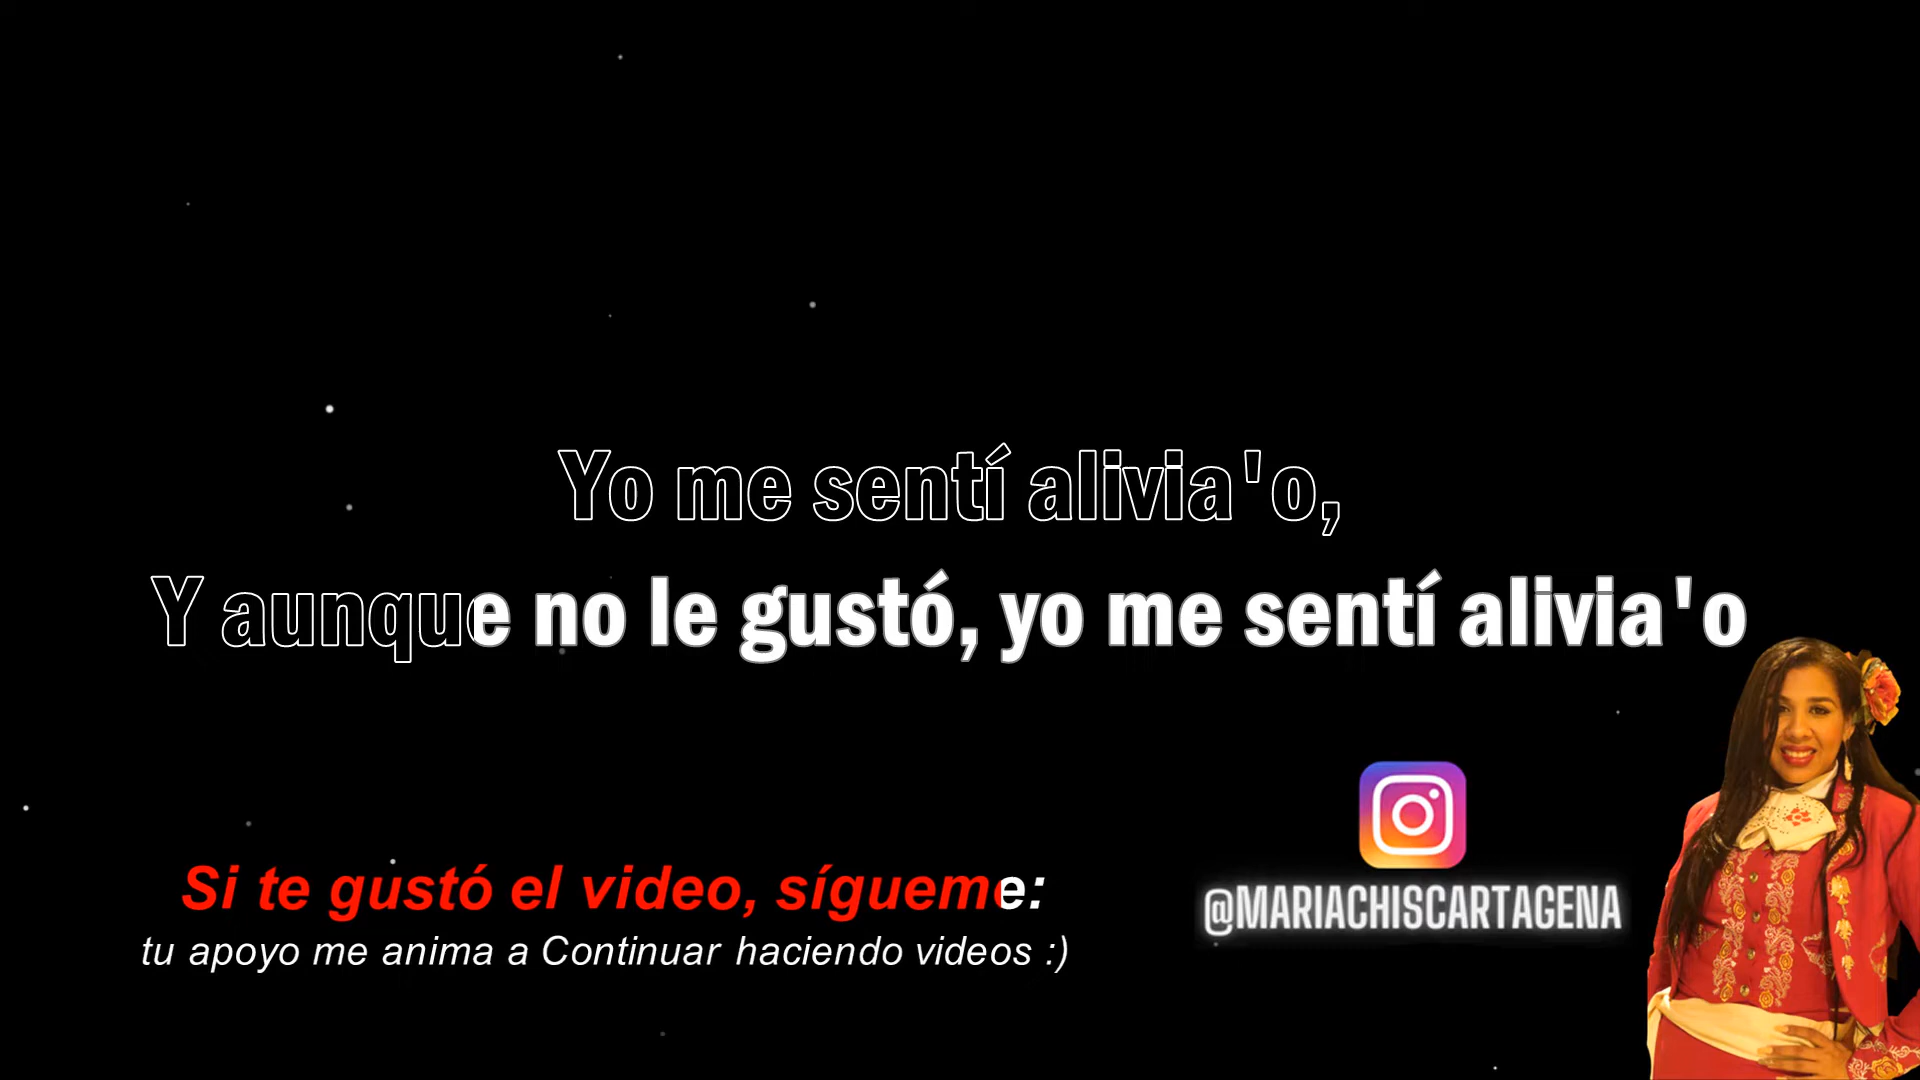 Yo me sentí alivia'o,
Y aunque no le gustó, yo me sentí alivia'o
Si te gustó el video, sígueme:
tu apoyo me anima a Continuar haciendo videos :)
@MARIACHISCARTAGENA